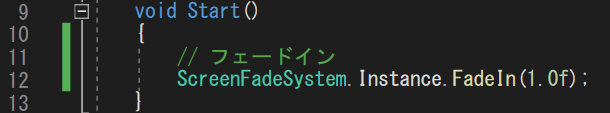 9 void Start()
10 {
11 // フェードイン
12 ScreenFadeSystem.Instance.FadeIn(1.0f);
13 }